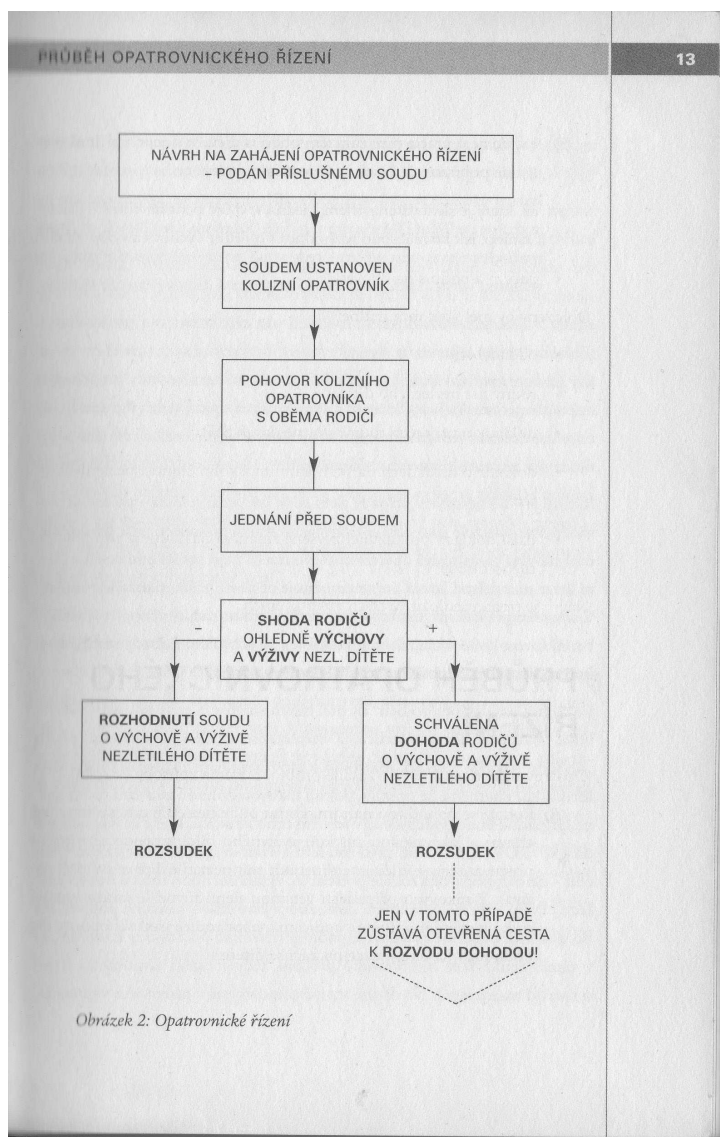 PRŮBĚH OPATROVNICKÉHO ŘÍZENÍ
13
NÁVRH NA ZAHÁJENÍ OPATROVNICKÉHO ŘÍZENÍ
– PODÁN PŘÍSLUŠNÉMU SOUDU
SOUDEM USTANOVEN
KOLIZNÍ OPATROVNÍK
POHOVOR KOLIZNÍHO
OPATROVNÍKA
S OBĚMA RODIČI
JEDNÁNÍ PŘED SOUDEM
SHODA RODIČŮ
OHLEDNĚ VÝCHOVY
A VÝŽIVY NEZL. DÍTĚTE
–
+
ROZHODNUTÍ SOUDU
O VÝCHOVĚ A VÝŽIVĚ
NEZLETILÉHO DÍTĚTE
SCHVÁLENA
DOHODA RODIČŮ
O VÝCHOVĚ A VÝŽIVĚ
NEZLETILÉHO DÍTĚTE
ROZSUDEK
ROZSUDEK
JEN V TOMTO PŘÍPADĚ
ZŮSTÁVÁ OTEVŘENÁ CESTA
K ROZVODU DOHODOU!
Obrázek 2: Opatrovnické řízení